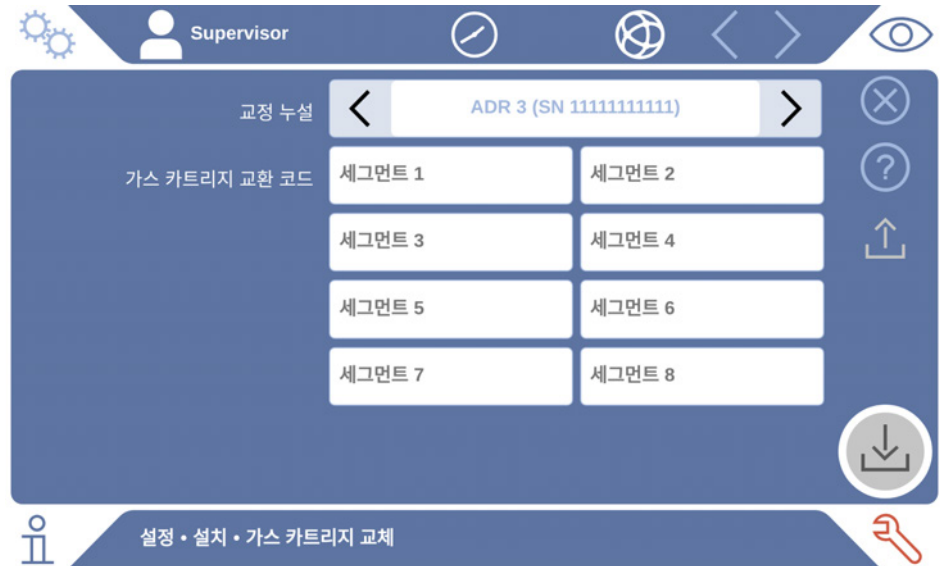 Supervisor
교정 누설
ADR 3 (SN 11111111111)
가스 카트리지 교환 코드
세그먼트 1
세그먼트 2
세그먼트 3
세그먼트 4
세그먼트 5
세그먼트 6
세그먼트 7
세그먼트 8
설정 • 설치 • 가스 카트리지 교체